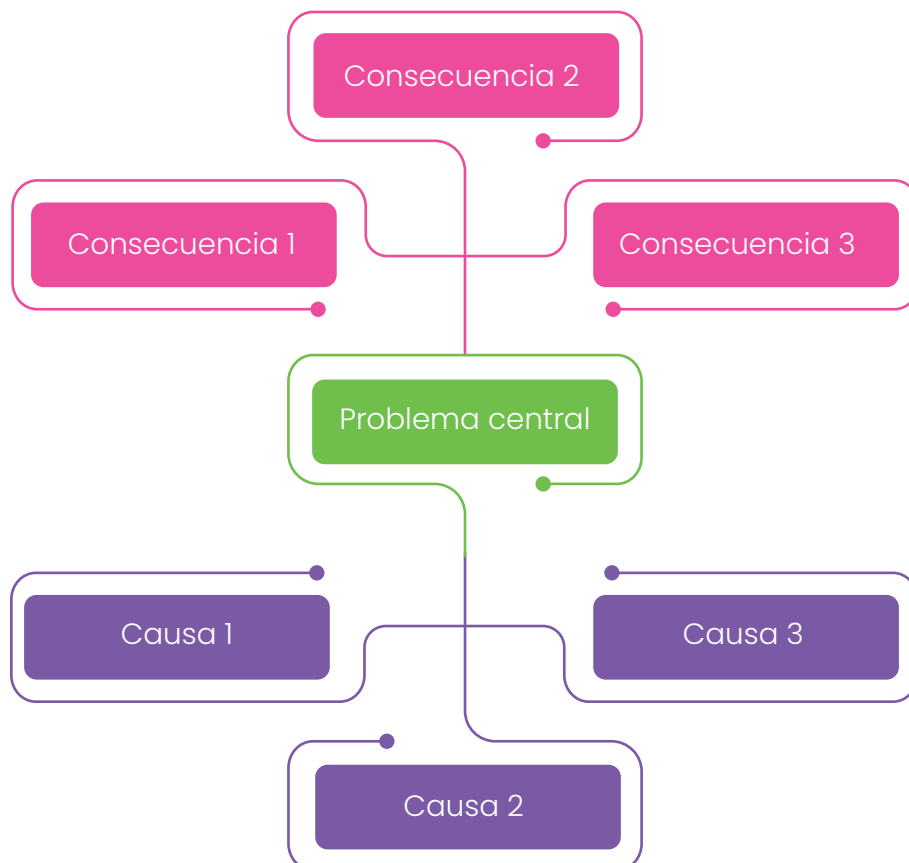 Consecuencia 2
Consecuencia 1
Consecuencia 3
Problema central
Causa 1
Causa 3
Causa 2